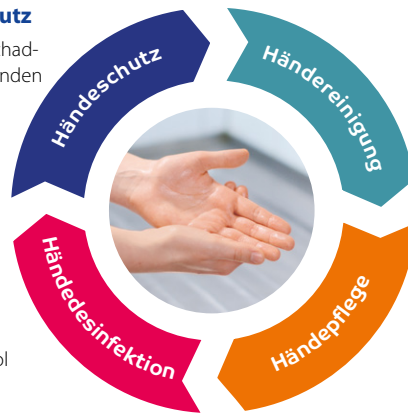 utz
had-
nden
Händeschutz
Händereinigung
Händepflege
Händedesinfektion
ol